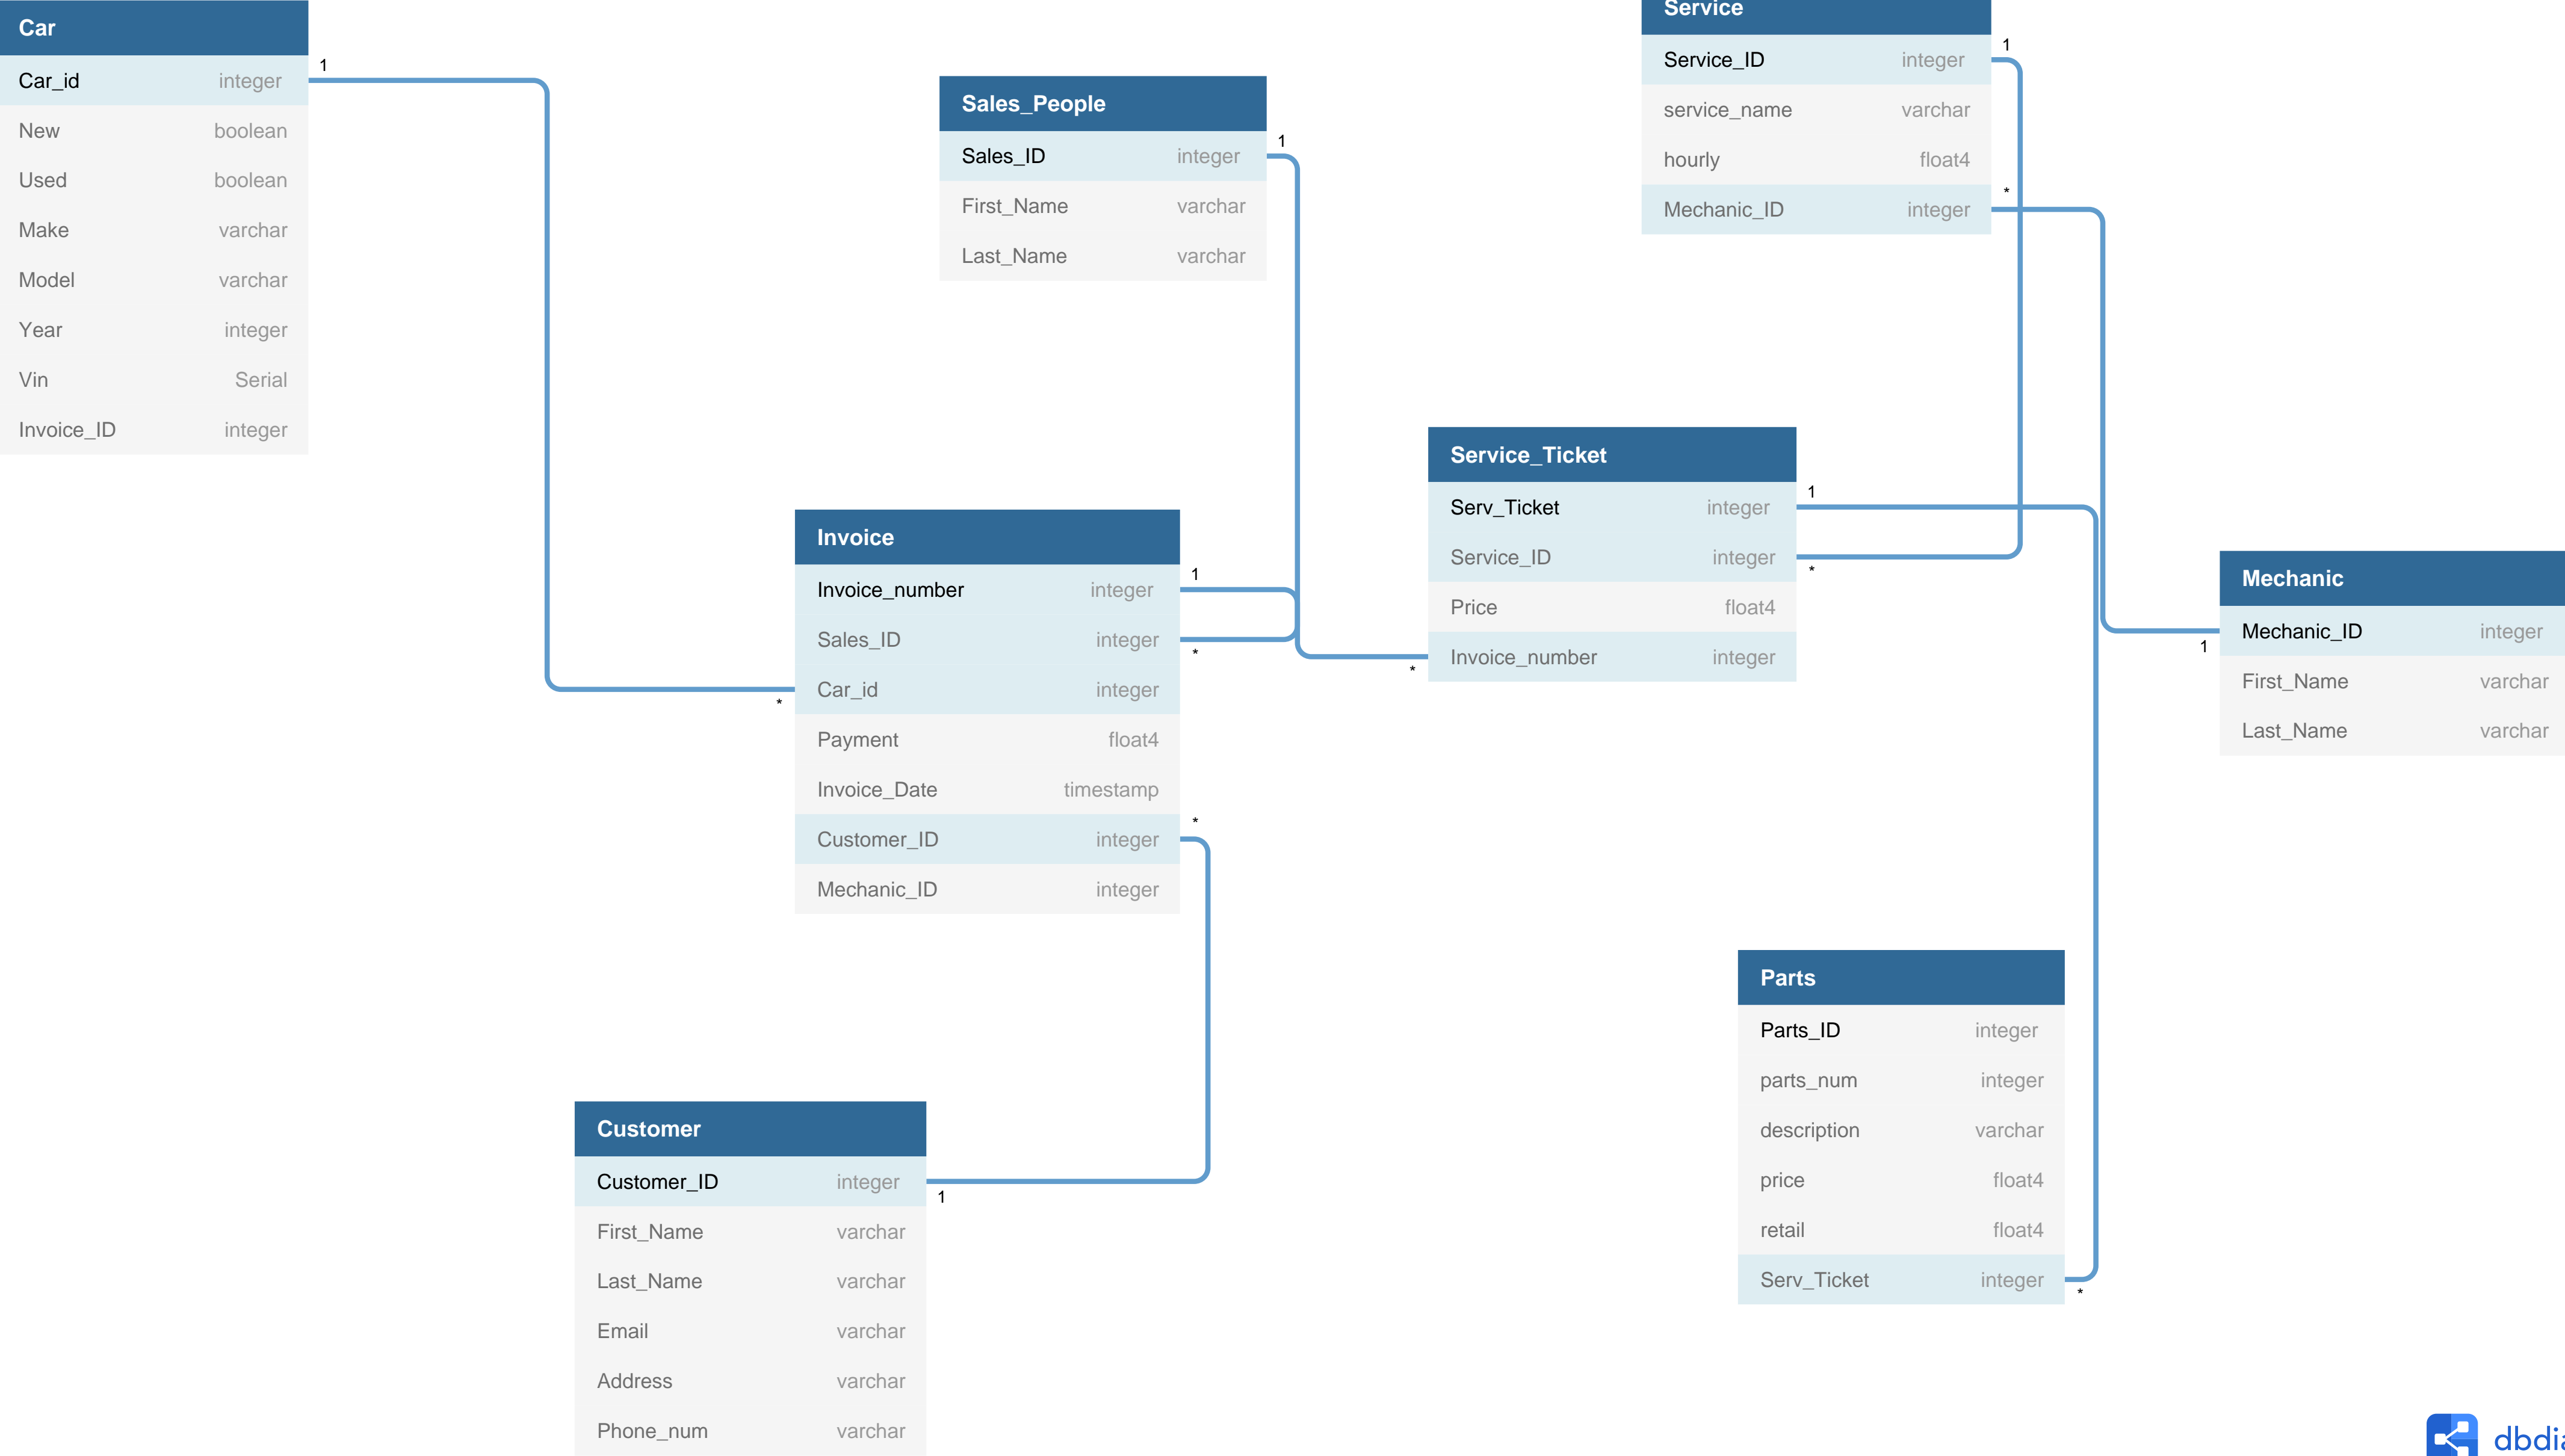 Car
Car_id integer
New boolean
Used boolean
Make varchar
Model varchar
Year integer
Vin Serial
Invoice_ID integer
1
Sales_People
Sales_ID integer
First_Name varchar
Last_Name varchar
1
Service
Service_ID integer
service_name varchar
hourly float4
Mechanic_ID integer
1
*
Service_Ticket
Serv_Ticket integer
Service_ID integer
Price float4
Invoice_number integer
1
*
*
Invoice
Invoice_number integer
Sales_ID integer
Car_id integer
Payment float4
Invoice_Date timestamp
Customer_ID integer
Mechanic_ID integer
1
*
*
*
Mechanic
Mechanic_ID integer
First_Name varchar
Last_Name varchar
1
Parts
Parts_ID integer
parts_num integer
description varchar
price float4
retail float4
Serv_Ticket integer
*
Customer
Customer_ID integer
First_Name varchar
Last_Name varchar
Email varchar
Address varchar
Phone_num varchar
1